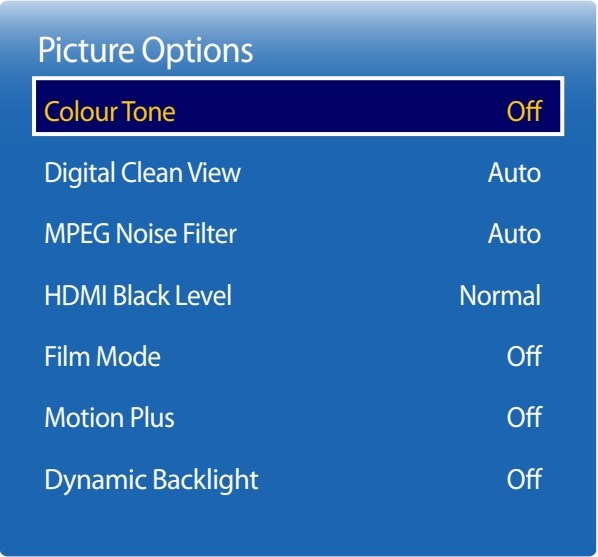 Picture Options
Colour Tone Off
Digital Clean View Auto
MPEG Noise Filter Auto
HDMI Black Level Normal
Film Mode Off
Motion Plus Off
Dynamic Backlight Off